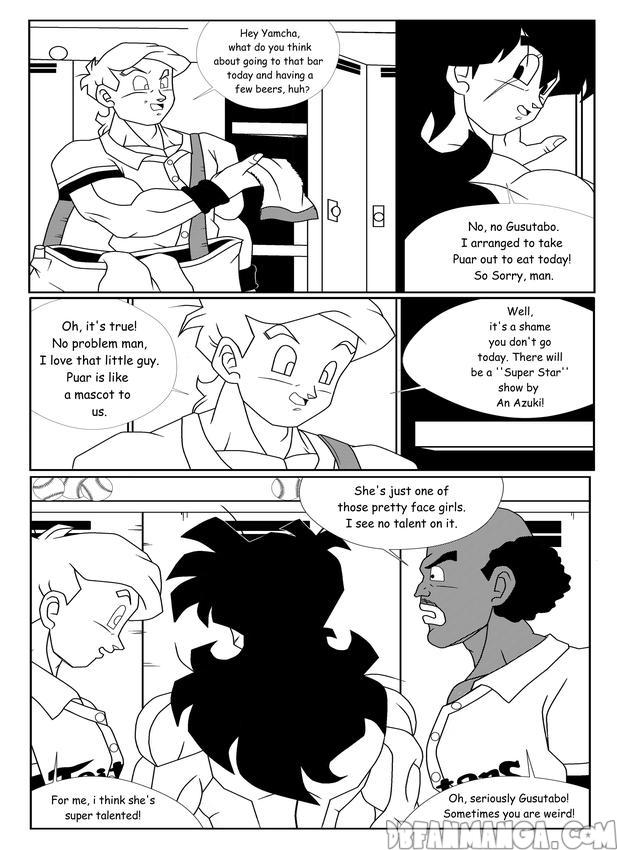 Hey Yamcha,
what do you think
about going to that bar
today and having a
few beers, huh?
No, no Gusutabo.
I arranged to take
Puar out to eat today!
So Sorry, man.
Oh, it's true!
No problem man,
I love that little guy.
Puar is like
a mascot to
us.
Well,
it's a shame
you don't go
today. There will
be a ''Super Star''
show by
An Azuki!
She's just one of
those pretty face girls.
I see no talent on it.
For me, i think she's
super talented!
Oh, seriously Gusutabo!
Sometimes you are weird!
DBFANMANGA.COM